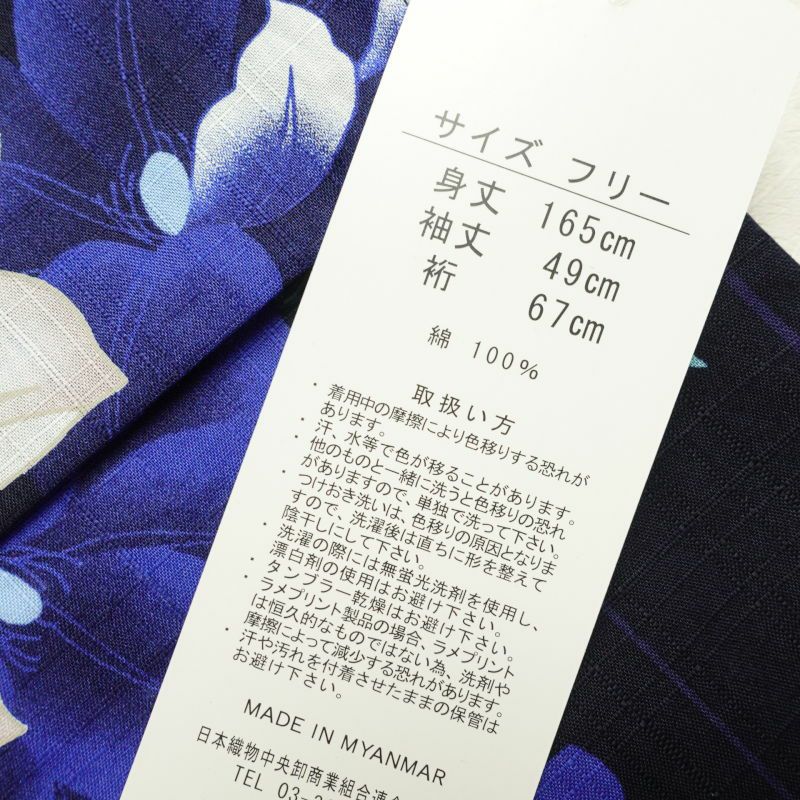 サイズ フリー
身丈 165cm
袖丈 49cm
裄 67cm
綿 100%
取扱い方
・着用中の摩擦により色移りする恐れが
あります。
・汗、水等で色が移ることがあります。
・他のものと一緒に洗うと色移りの恐れ
がありますので、単独で洗って下さい。
・つけおき洗いは、色移りの原因となりま
すので、洗濯後は直ちに形を整えて
陰干しにして下さい。
・洗濯の際には無蛍光洗剤を使用し、
漂白剤の使用はお避け下さい。
・タンブラー乾燥はお避け下さい。
・ラメプリント製品の場合、ラメプリント
は恒久的なものではない為、洗剤や
摩擦によって減少する恐れがあります。
・汗や汚れを付着させたままの保管は
お避け下さい。
MADE IN MYANMAR
日本織物中央卸商業組合連合
TEL 03-3